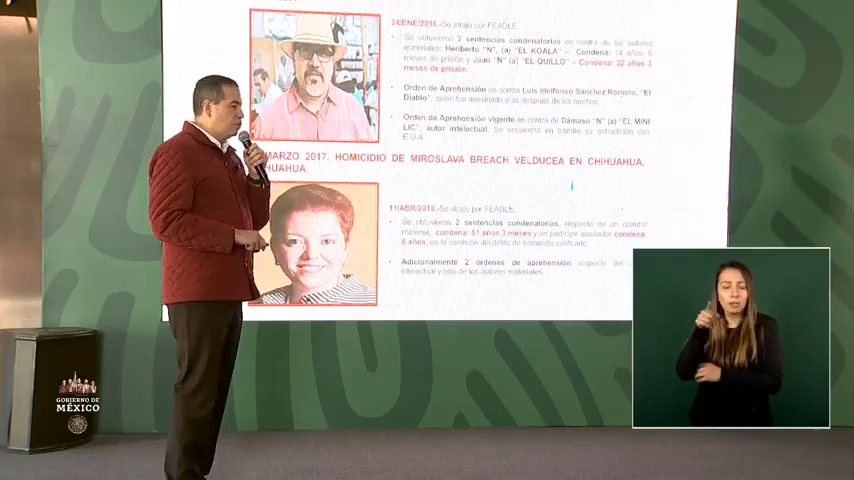 24/ENE/2018.-Se atrajo por FEADLE.
• Se obtuvieron 2 sentencias condenatorias en contra de los autores
materiales: Heriberto "N", (a) "EL KOALA" – Condena: 14 años, 6
meses de prisión y Juan "N" (a) "EL QUILLO" – Condena: 32 años 3
meses de prisión.
• Orden de Aprehensión en contra Luis Idelfonso Sánchez Romero, "El
Diablo", quien fue asesinado días después de los hechos.
• Orden de Aprehensión vigente en contra de Dámaso "N" (a) "EL MINI
LIC", autor intelectual. Se encuentra en trámite su extradición con
E.U.A.
MARZO 2017. HOMICIDIO DE MIROSLAVA BREACH VELDUCEA EN CHIHUAHUA,
HUAHUA.
11/ABR/2018.-Se atrajo por FEADLE.
• Se obtuvieron 2 sentencias condenatorias, respecto de un coautor
material, condena: 51 años 3 meses y un partícipe auxiliador condena:
8 años, en la comisión del delito de homicidio calificado.
• Adicionalmente 2 órdenes de aprehensión respecto del
intelectual y otro de los autores materiales.
GOBIERNO DE
MÉXICO